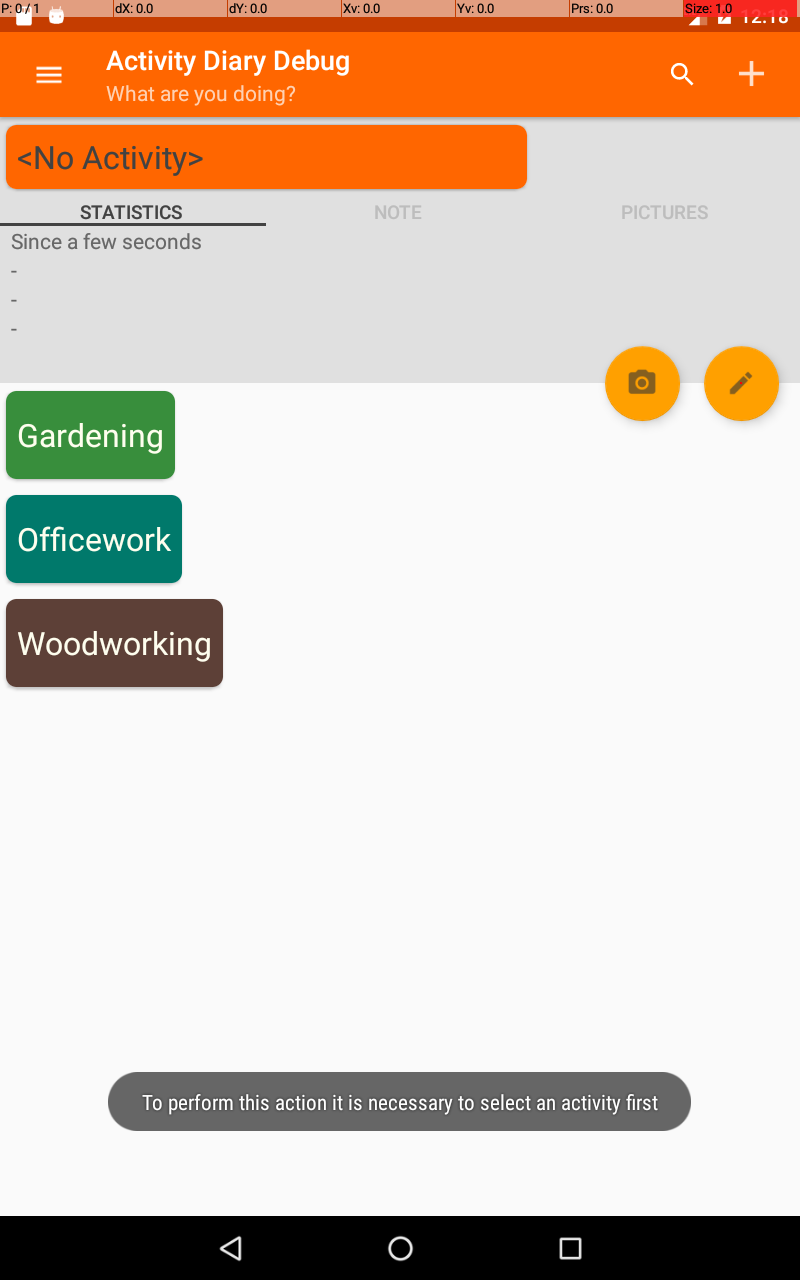 P: 0 / 1 dX: 0.0 dY: 0.0 Xv: 0.0 Yv: 0.0 Prs: 0.0 Size: 1.0
12:18
Activity Diary Debug
What are you doing?
<No Activity>
STATISTICS NOTE PICTURES
Since a few seconds
-
-
-
Gardening
Officework
Woodworking
To perform this action it is necessary to select an activity first